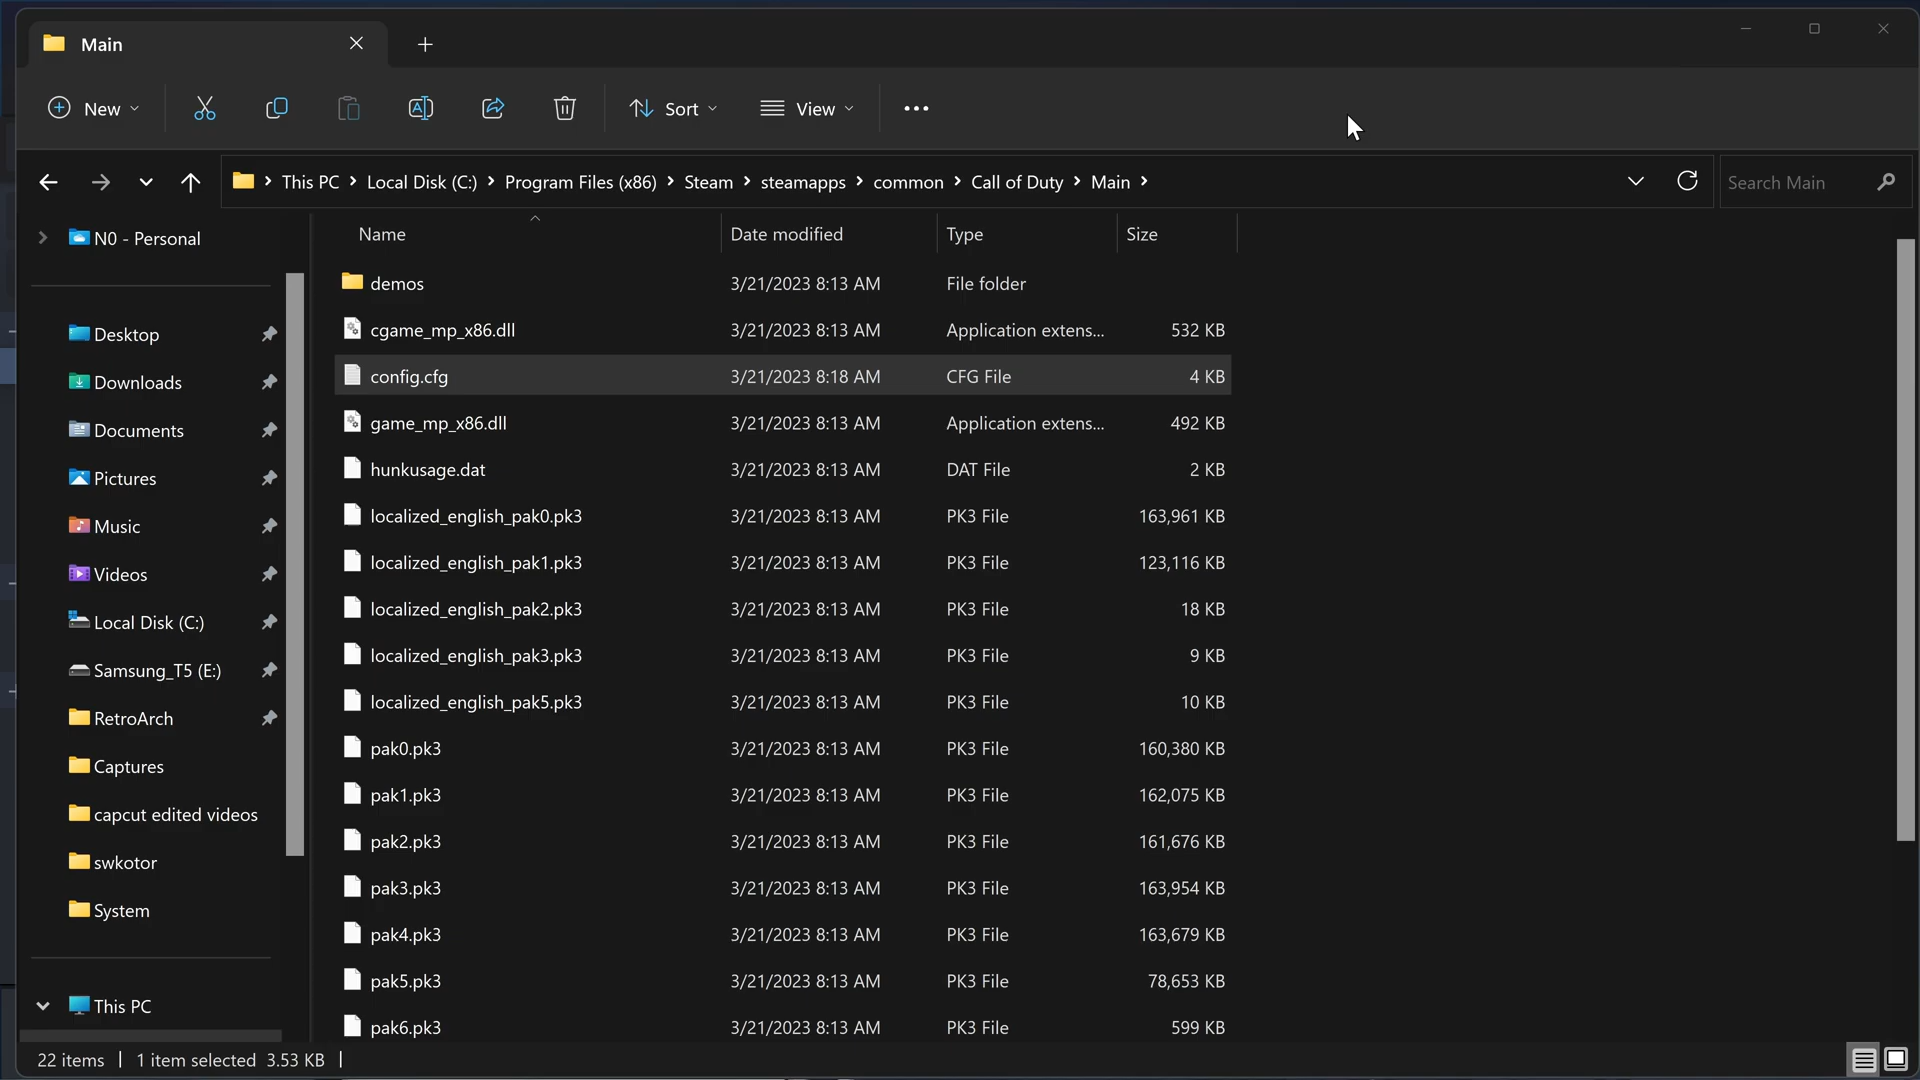 Main
New
Sort
View
This PC
Local Disk (C:)
Program Files (x86)
Steam
steamapps
common
Call of Duty
Main
Search Main
N0 - Personal
Desktop
Downloads
Documents
Pictures
Music
Videos
Local Disk (C:)
Samsung_T5 (E:)
RetroArch
Captures
capcut edited videos
swkotor
System
This PC
Name Date modified Type Size
demos 3/21/2023 8:13 AM File folder
cgame_mp_x86.dll 3/21/2023 8:13 AM Application extens... 532 KB
config.cfg 3/21/2023 8:18 AM CFG File 4 KB
game_mp_x86.dll 3/21/2023 8:13 AM Application extens... 492 KB
hunkusage.dat 3/21/2023 8:13 AM DAT File 2 KB
localized_english_pak0.pk3 3/21/2023 8:13 AM PK3 File 163,961 KB
localized_english_pak1.pk3 3/21/2023 8:13 AM PK3 File 123,116 KB
localized_english_pak2.pk3 3/21/2023 8:13 AM PK3 File 18 KB
localized_english_pak3.pk3 3/21/2023 8:13 AM PK3 File 9 KB
localized_english_pak5.pk3 3/21/2023 8:13 AM PK3 File 10 KB
pak0.pk3 3/21/2023 8:13 AM PK3 File 160,380 KB
pak1.pk3 3/21/2023 8:13 AM PK3 File 162,075 KB
pak2.pk3 3/21/2023 8:13 AM PK3 File 161,676 KB
pak3.pk3 3/21/2023 8:13 AM PK3 File 163,954 KB
pak4.pk3 3/21/2023 8:13 AM PK3 File 163,679 KB
pak5.pk3 3/21/2023 8:13 AM PK3 File 78,653 KB
pak6.pk3 3/21/2023 8:13 AM PK3 File 599 KB
22 items 1 item selected 3.53 KB